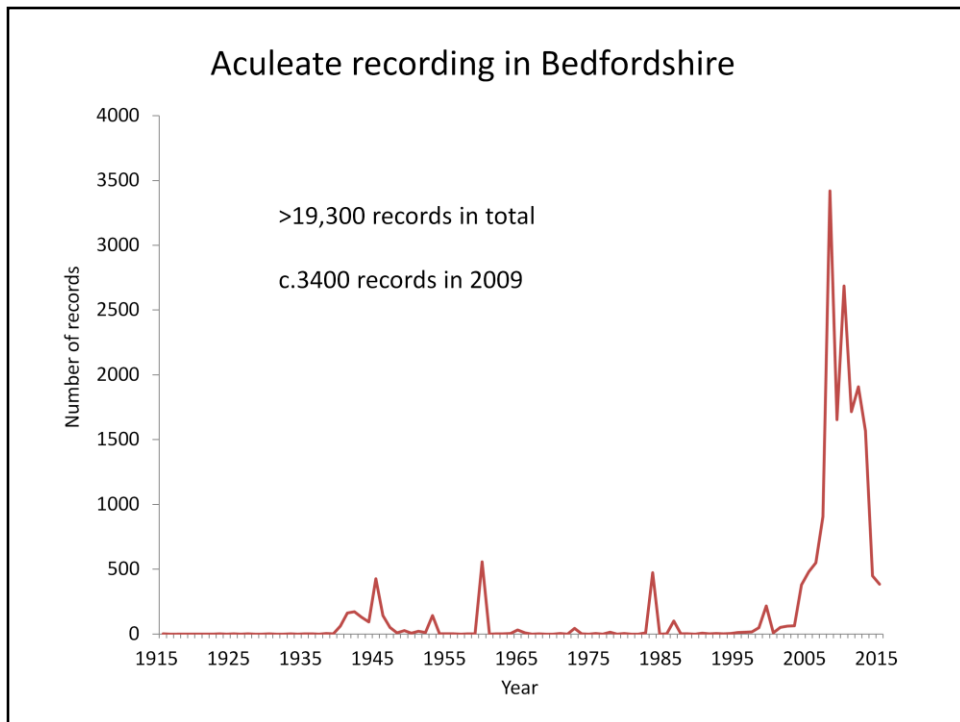 Aculeate recording in Bedfordshire
4000
3500
3000
2500
2000
1500
1000
500
0
Number of records
>19,300 records in total
c.3400 records in 2009
1915 1925 1935 1945 1955 1965 1975 1985 1995 2005 2015
Year